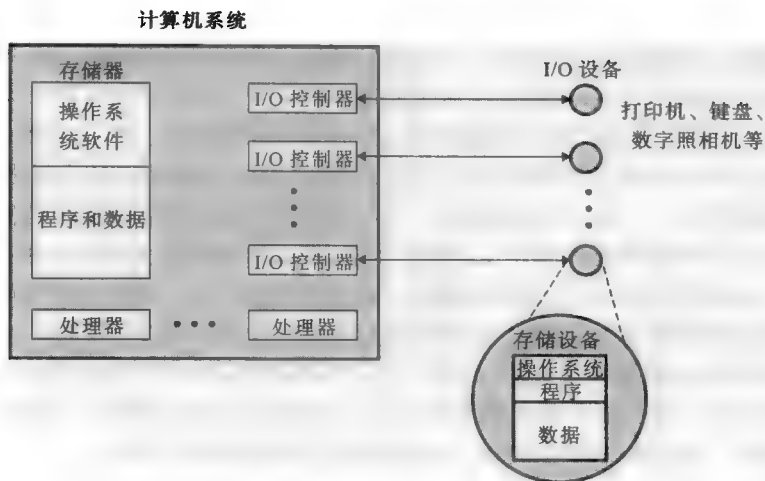 计算机系统
存储器
操作系
统软件
程序和数据
I/O 控制器
I/O 控制器
I/O 控制器
处理器
处理器
I/O 设备
打印机、键盘、
数字照相机等
存储设备
操作系统
程序
数据